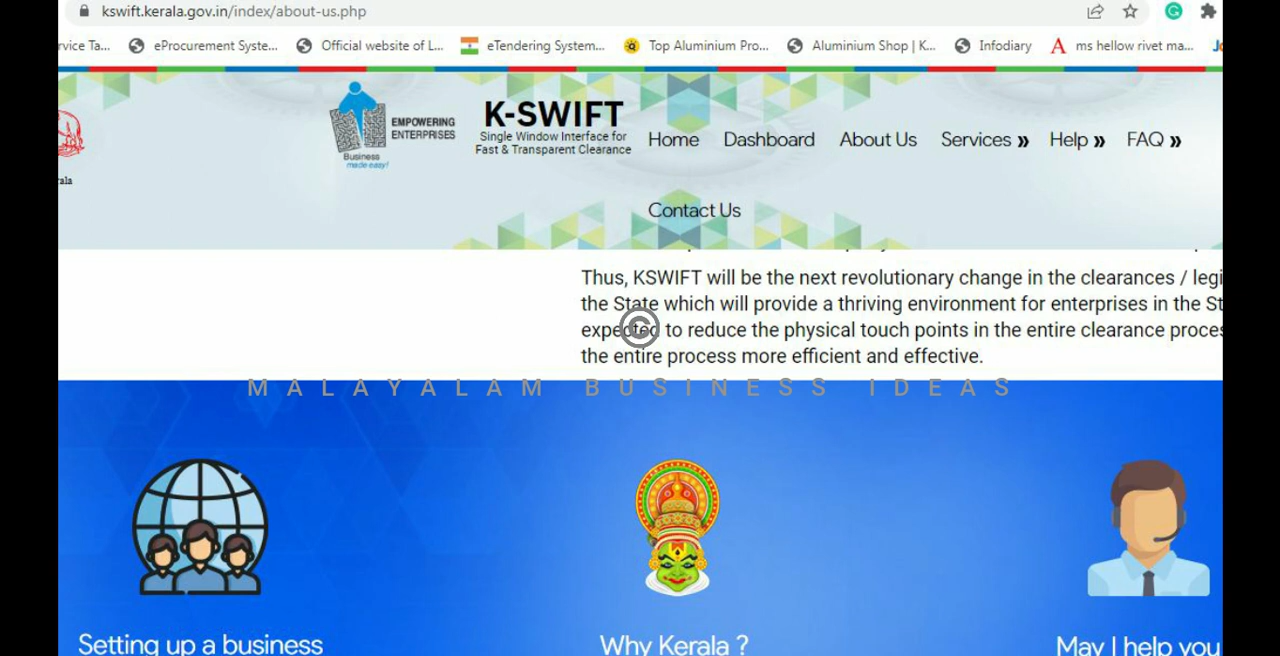 kswift.kerala.gov.in/index/about-us.php
rvice Ta... eProcurement Syste... Official website of L... eTendering System... Top Aluminium Pro... Aluminium Shop | K... Infodiary ms hellow rivet ma...
EMPOWERING
ENTERPRISES
Business
made easy!
K-SWIFT
Single Window Interface for
Fast & Transparent Clearance
Home Dashboard About Us Services » Help » FAQ »
Contact Us
rala
Thus, KSWIFT will be the next revolutionary change in the clearances / legi
the State which will provide a thriving environment for enterprises in the St
expected to reduce the physical touch points in the entire clearance proces
the entire process more efficient and effective.
©
MALAYALAM BUSINESS IDEAS
Setting up a business
Why Kerala ?
May I help you